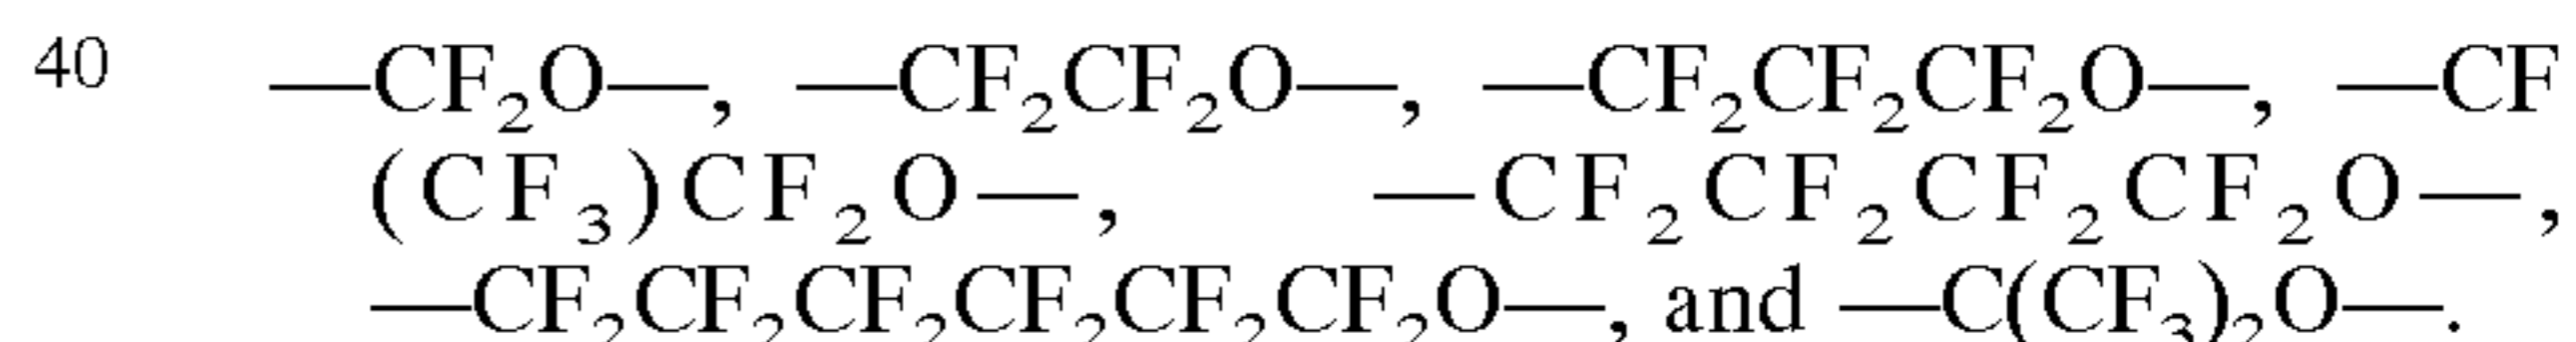 40 —CF₂O—, —CF₂CF₂O—, —CF₂CF₂CF₂O—, —CF
(CF₃)CF₂O—, —CF₂CF₂CF₂CF₂O—,
—CF₂CF₂CF₂CF₂CF₂CF₂O—, and —C(CF₃)₂O—.